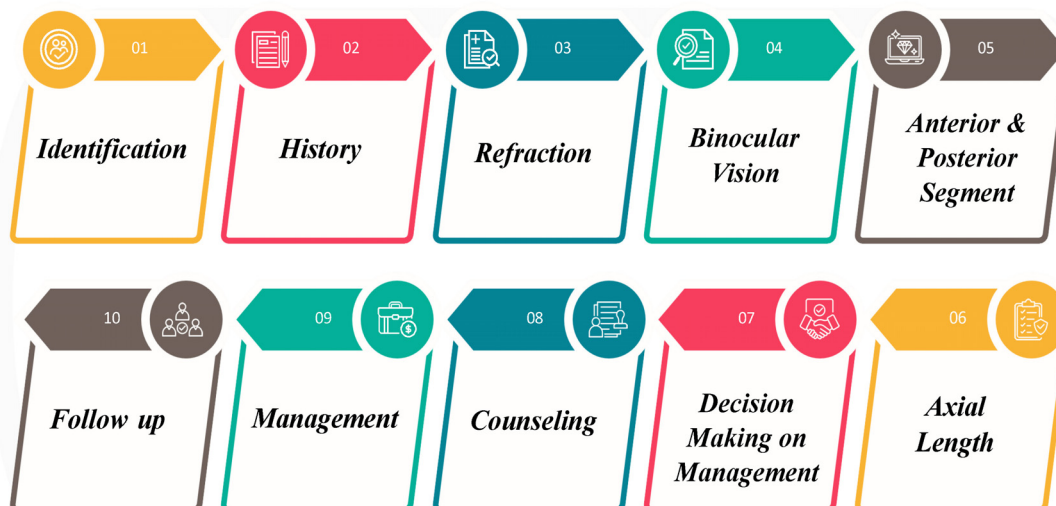 01
Identification
02
History
03
Refraction
04
Binocular
Vision
05
Anterior &
Posterior
Segment
10
Follow up
09
Management
08
Counseling
07
Decision
Making on
Management
06
Axial
Length